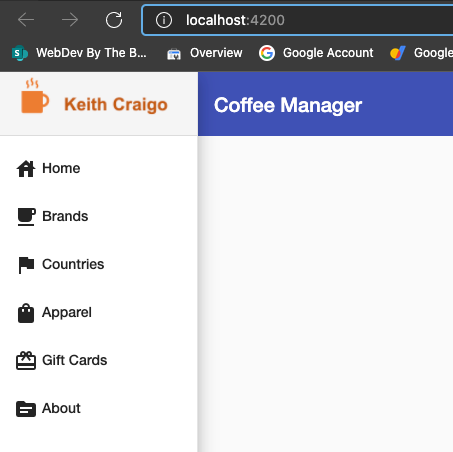 localhost:4200
WebDev By The B... Overview Google Account Google
Keith Craigo Coffee Manager
Home
Brands
Countries
Apparel
Gift Cards
About